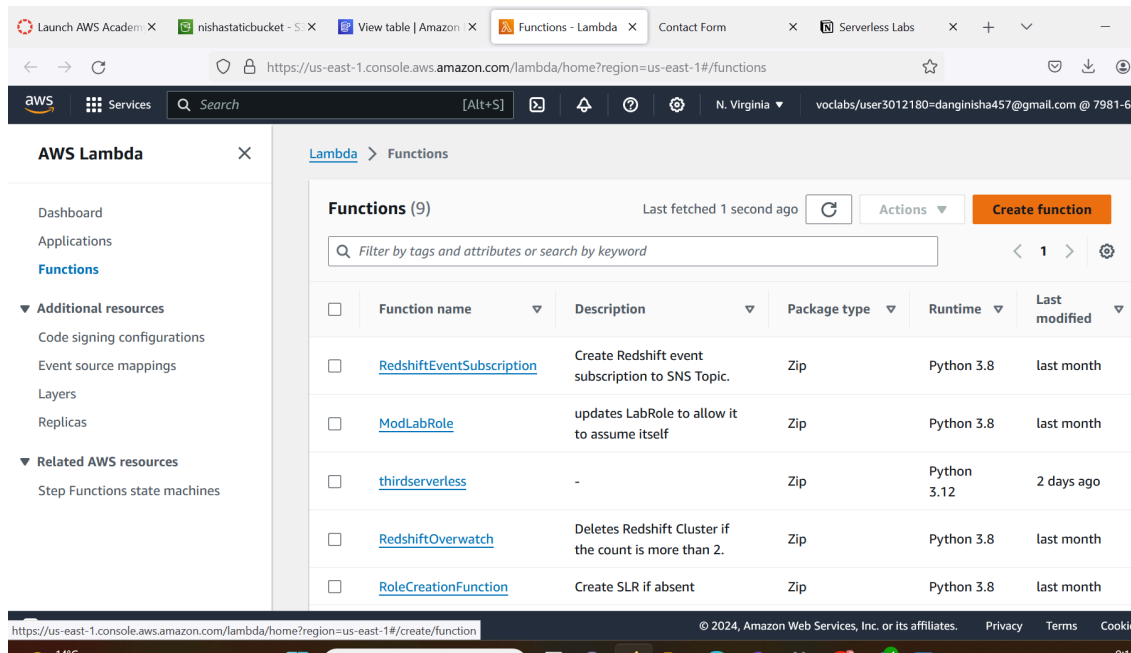 Launch AWS Academ
nishastaticbucket - S3
View table | Amazon
Functions - Lambda
Contact Form
Serverless Labs
https://us-east-1.console.aws.amazon.com/lambda/home?region=us-east-1#/functions
aws
Services
Search
[Alt+S]
N. Virginia
voclabs/user3012180=danginisha457@gmail.com @ 7981-6
AWS Lambda
Lambda > Functions
Dashboard
Applications
Functions
Additional resources
Code signing configurations
Event source mappings
Layers
Replicas
Related AWS resources
Step Functions state machines
Functions (9)
Last fetched 1 second ago
Actions
Create function
Filter by tags and attributes or search by keyword
1
Function name
Description
Package type
Runtime
Last
modified
RedshiftEventSubscription
Create Redshift event
subscription to SNS Topic.
Zip
Python 3.8
last month
ModLabRole
updates LabRole to allow it
to assume itself
Zip
Python 3.8
last month
thirdserverless
-
Zip
Python
3.12
2 days ago
RedshiftOverwatch
Deletes Redshift Cluster if
the count is more than 2.
Zip
Python 3.8
last month
RoleCreationFunction
Create SLR if absent
Zip
Python 3.8
last month
https://us-east-1.console.aws.amazon.com/lambda/home?region=us-east-1#/create/function
© 2024, Amazon Web Services, Inc. or its affiliates.
Privacy
Terms
Cooki